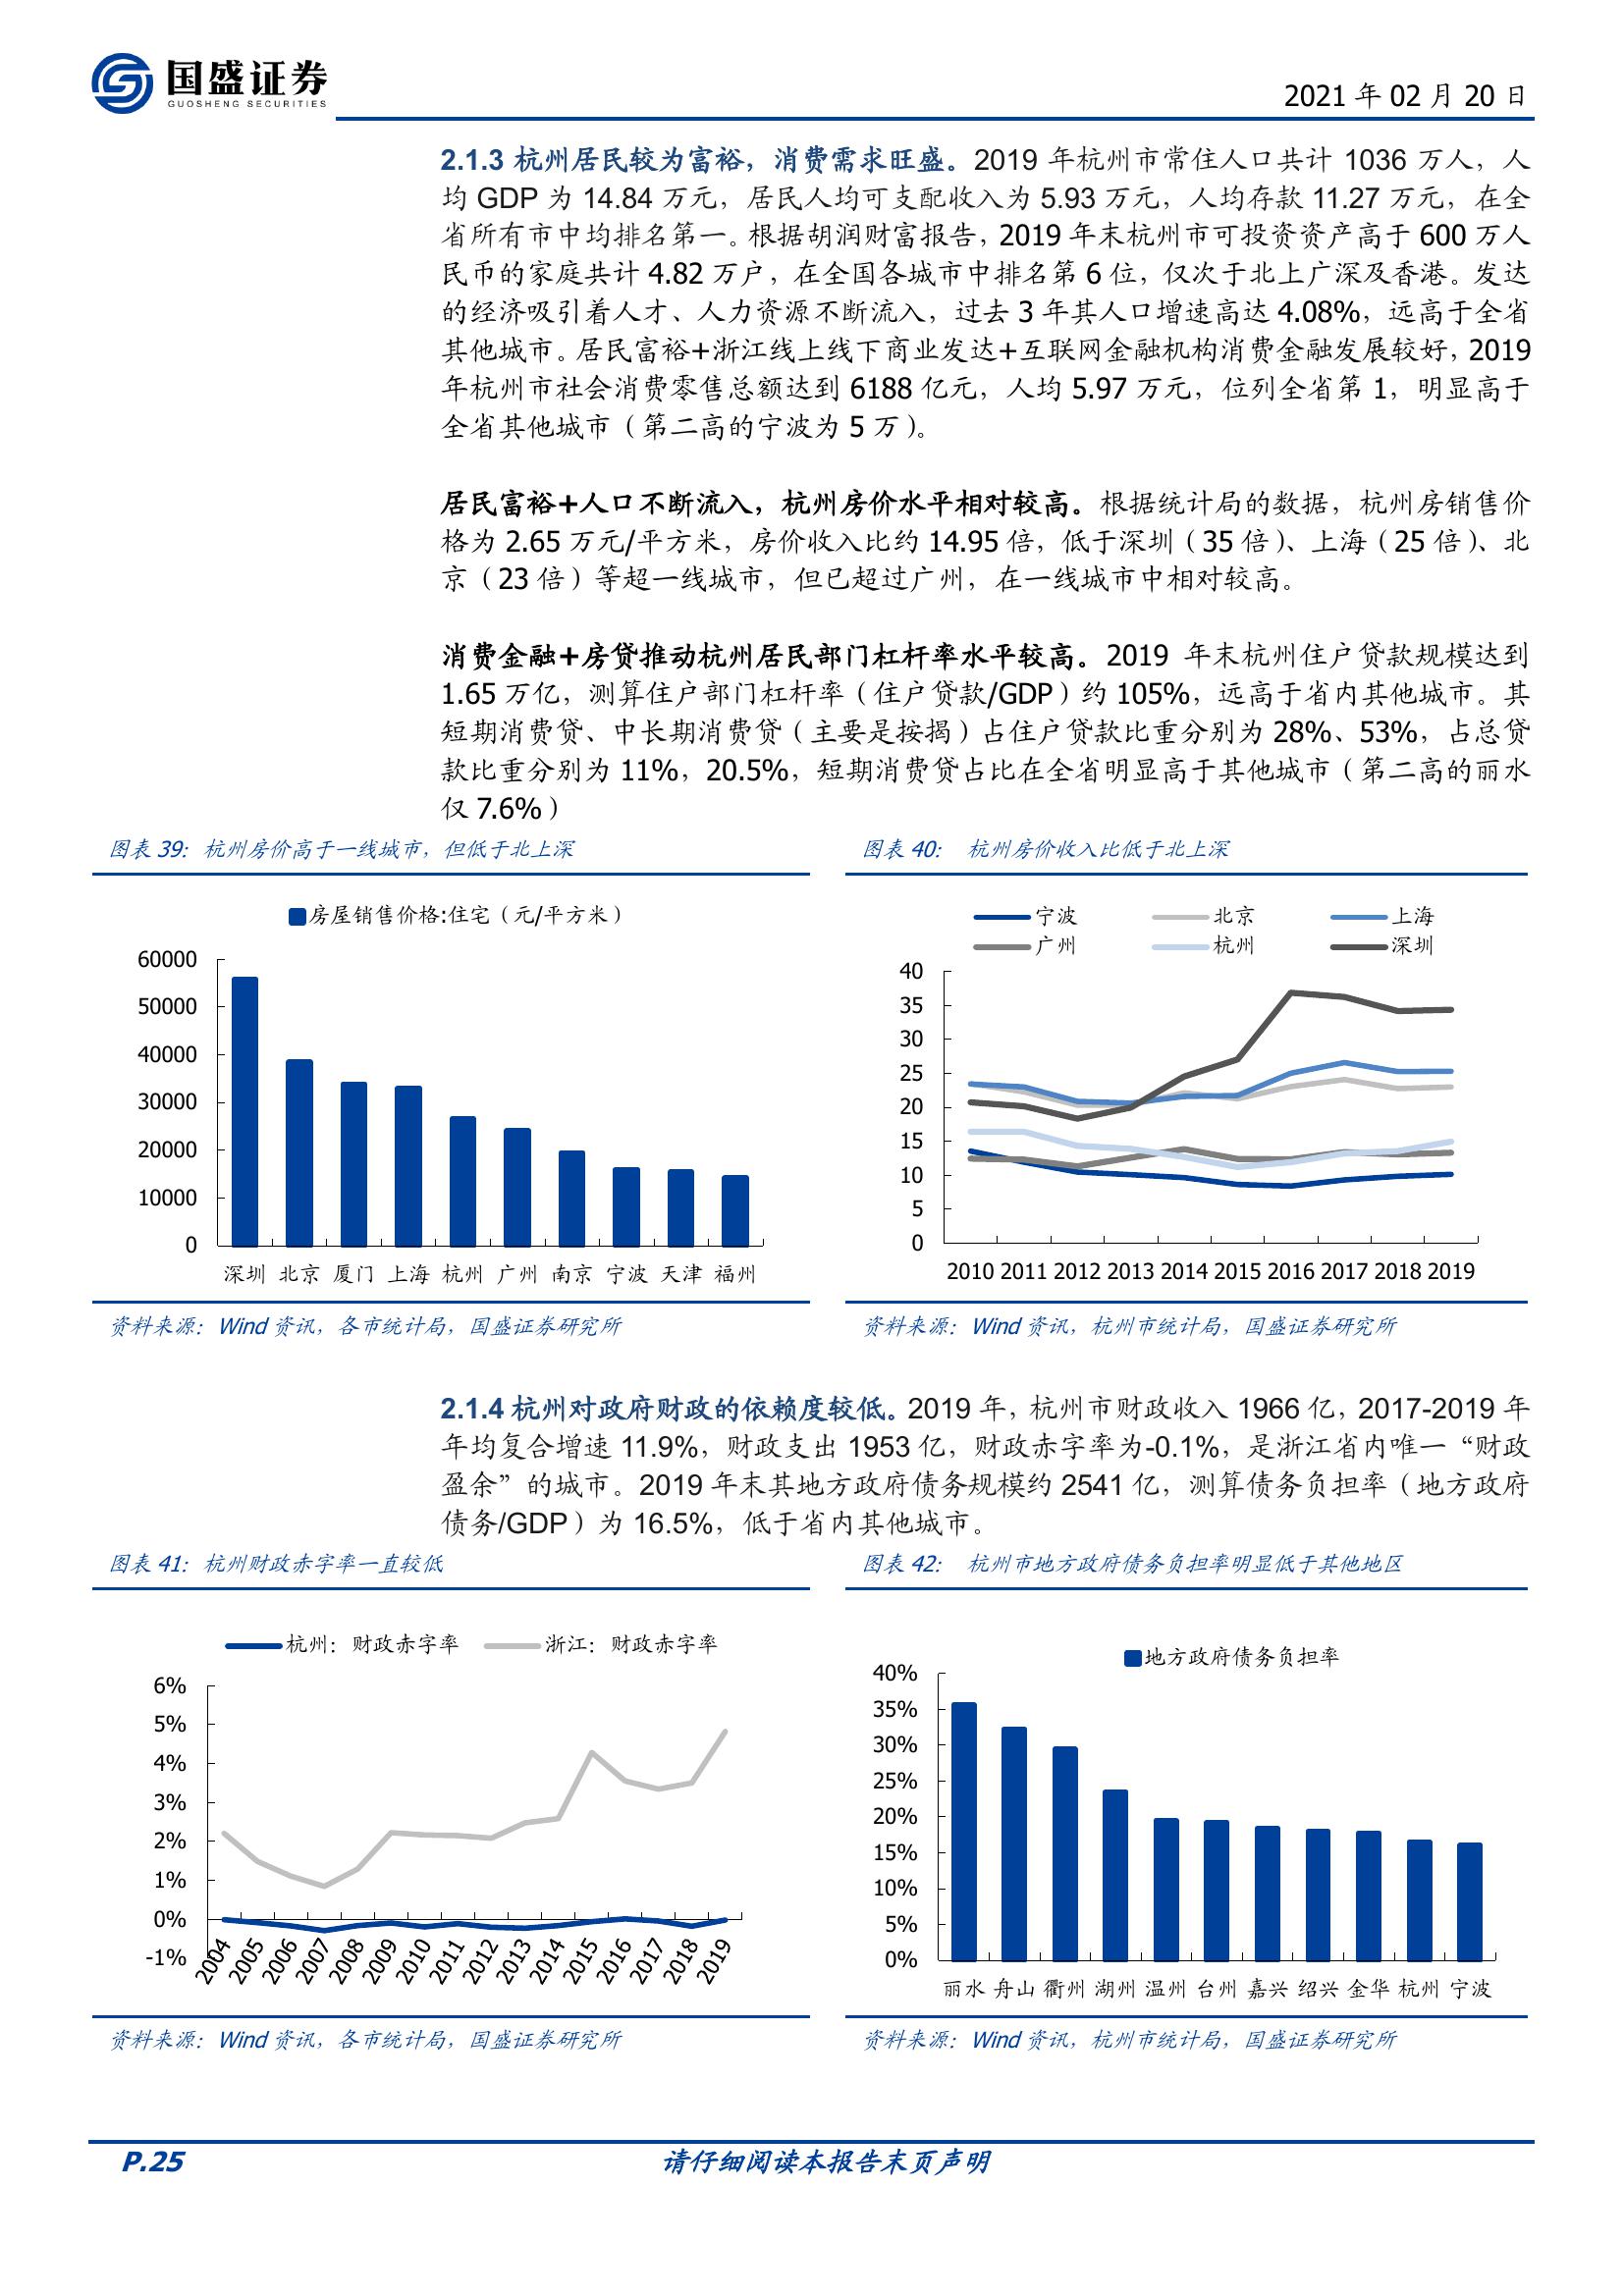 国盛证券
GUOSHENG SECURITIES
2021 年 02 月 20 日
2.1.3 杭州居民较为富裕，消费需求旺盛。2019 年杭州市常住人口共计 1036 万人，人
均 GDP 为 14.84 万元，居民人均可支配收入为 5.93 万元，人均存款 11.27 万元，在全
省所有市中均排名第一。根据胡润财富报告，2019 年末杭州市可投资资产高于 600 万人
民币的家庭共计 4.82 万户，在全国各城市中排名第 6 位，仅次于北上广深及香港。发达
的经济吸引着人才、人力资源不断流入，过去 3 年其人口增速高达 4.08%，远高于全省
其他城市。居民富裕+浙江线上线下商业发达+互联网金融机构消费金融发展较好，2019
年杭州市社会消费零售总额达到 6188 亿元，人均 5.97 万元，位列全省第 1，明显高于
全省其他城市（第二高的宁波为 5 万）。
居民富裕+人口不断流入，杭州房价水平相对较高。根据统计局的数据，杭州房销售价
格为 2.65 万元/平方米，房价收入比约 14.95 倍，低于深圳（35 倍）、上海（25 倍）、北
京（23 倍）等超一线城市，但已超过广州，在一线城市中相对较高。
消费金融+房贷推动杭州居民部门杠杆率水平较高。2019 年末杭州住户贷款规模达到
1.65 万亿，测算住户部门杠杆率（住户贷款/GDP）约 105%，远高于省内其他城市。其
短期消费贷、中长期消费贷（主要是按揭）占住户贷款比重分别为 28%、53%，占总贷
款比重分别为 11%，20.5%，短期消费贷占比在全省明显高于其他城市（第二高的丽水
仅 7.6%）
图表 39：杭州房价高于一线城市，但低于北上深
房屋销售价格:住宅（元/平方米）
60000
50000
40000
30000
20000
10000
0
深圳 北京 厦门 上海 杭州 广州 南京 宁波 天津 福州
资料来源：Wind 资讯，各市统计局，国盛证券研究所
图表 40： 杭州房价收入比低于北上深
宁波 北京 上海
广州 杭州 深圳
40
35
30
25
20
15
10
5
0
2010 2011 2012 2013 2014 2015 2016 2017 2018 2019
资料来源：Wind 资讯，杭州市统计局，国盛证券研究所
2.1.4 杭州对政府财政的依赖度较低。2019 年，杭州市财政收入 1966 亿，2017-2019 年
年均复合增速 11.9%，财政支出 1953 亿，财政赤字率为-0.1%，是浙江省内唯一“财政
盈余”的城市。2019 年末其地方政府债务规模约 2541 亿，测算债务负担率（地方政府
债务/GDP）为 16.5%，低于省内其他城市。
图表 41：杭州财政赤字率一直较低
杭州：财政赤字率 浙江：财政赤字率
6%
5%
4%
3%
2%
1%
0%
-1%
2004 2005 2006 2007 2008 2009 2010 2011 2012 2013 2014 2015 2016 2017 2018 2019
资料来源：Wind 资讯，各市统计局，国盛证券研究所
图表 42： 杭州市地方政府债务负担率明显低于其他地区
地方政府债务负担率
40%
35%
30%
25%
20%
15%
10%
5%
0%
丽水 舟山 衢州 湖州 温州 台州 嘉兴 绍兴 金华 杭州 宁波
资料来源：Wind 资讯，杭州市统计局，国盛证券研究所
P.25
请仔细阅读本报告末页声明